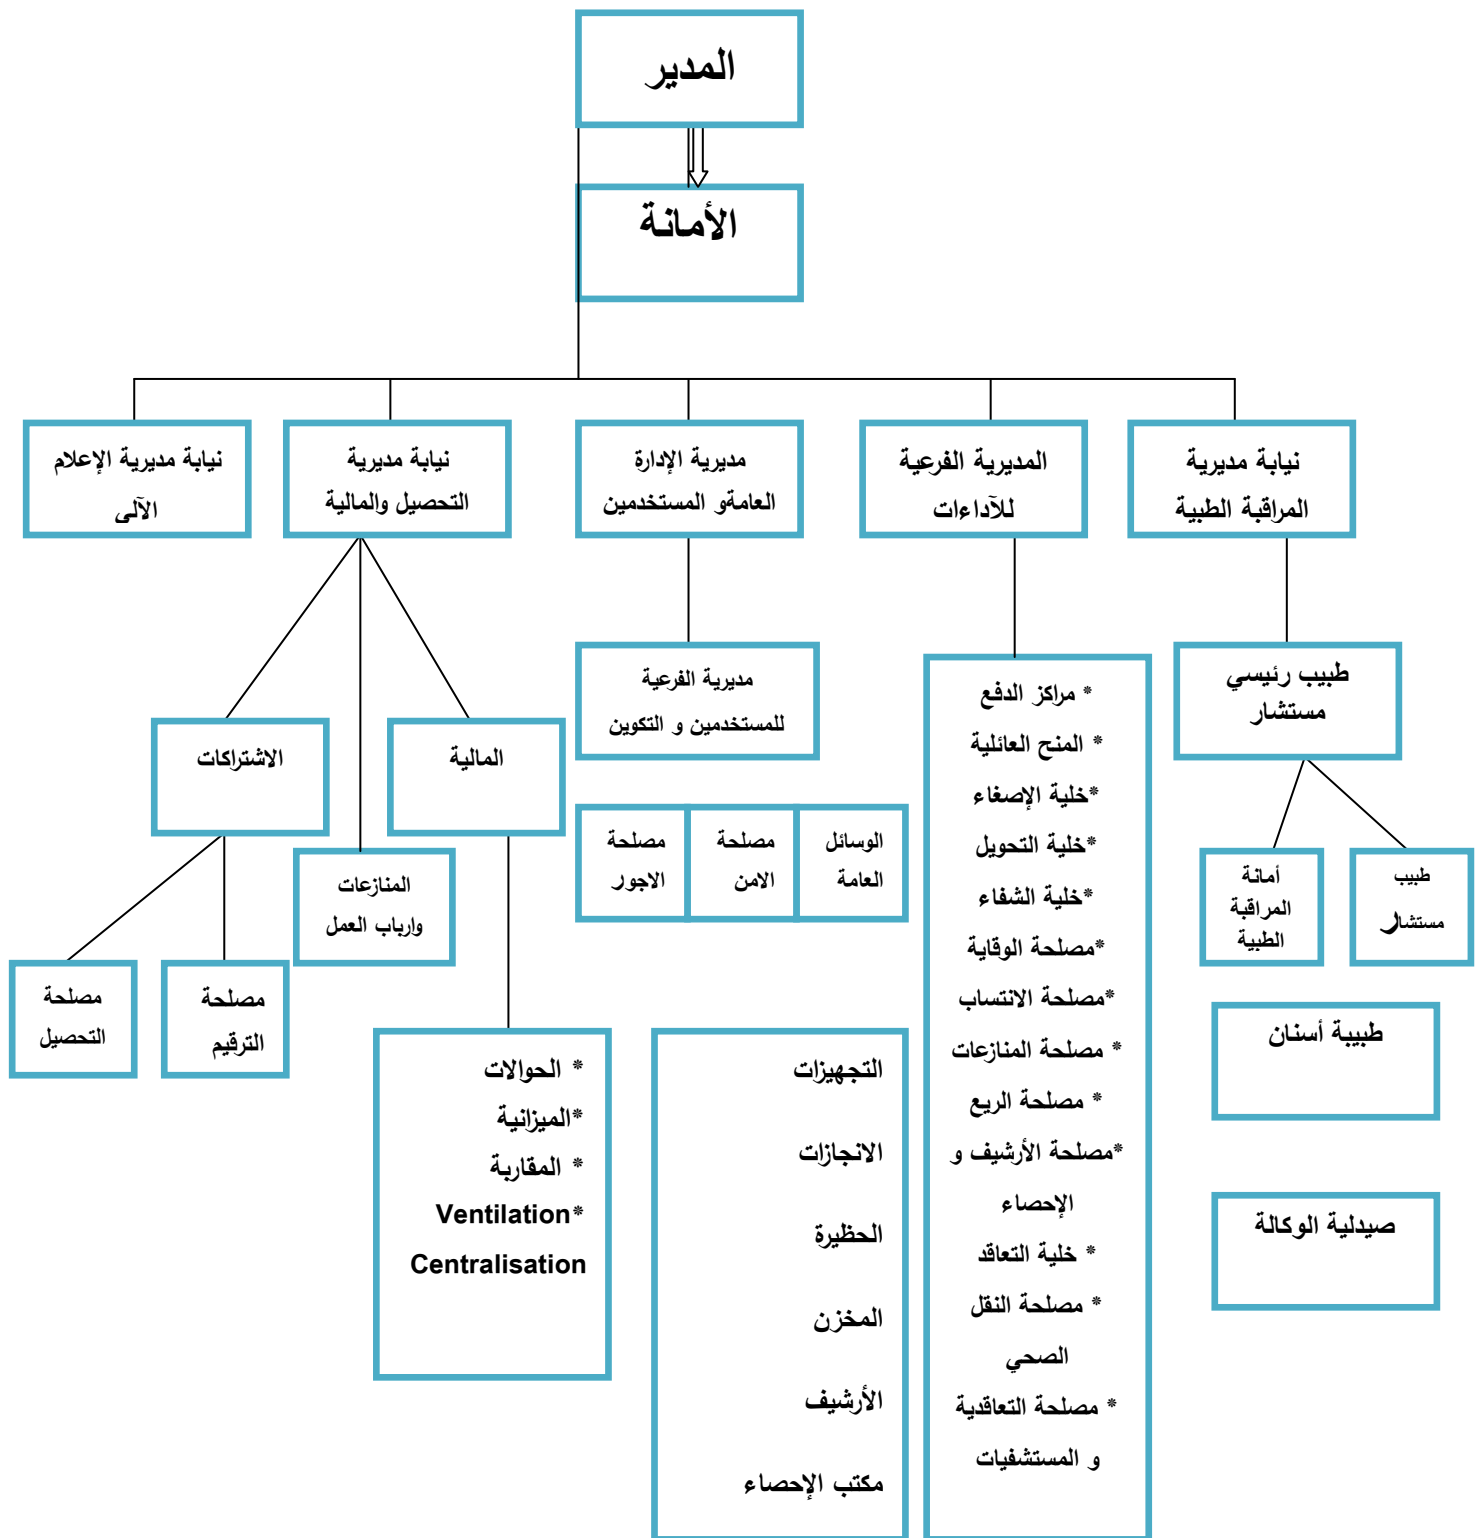 المدير
الأمانة
نيابة مديرية
المراقبة الطبية
المديرية الفرعية
للآداءات
مديرية الإدارة
العامةو المستخدمين
نيابة مديرية
التحصيل والمالية
نيابة مديرية الإعلام
الآلى
طبيب رئيسي
مستشار
مديرية الفرعية
للمستخدمين و التكوين
المالية
الاشتراكات
طبيب
مستشار
أمانة
المراقبة
الطبية
* مراكز الدفع
* المنح العائلية
*خلية الإصغاء
*خلية التحويل
*خلية الشفاء
*مصلحة الوقاية
*مصلحة الانتساب
* مصلحة المنازعات
* مصلحة الريع
*مصلحة الأرشيف و
الإحصاء
* خلية التعاقد
* مصلحة النقل
الصحي
* مصلحة التعاقدية
و المستشفيات
الوسائل
العامة
مصلحة
الامن
مصلحة
الاجور
المنازعات
وارباب العمل
مصلحة
الترقيم
مصلحة
التحصيل
طبيبة أسنان
صيدلية الوكالة
التجهيزات
الانجازات
الحظيرة
المخزن
الأرشيف
مكتب الإحصاء
* الحوالات
*الميزانية
* المقاربة
Ventilation*
Centralisation